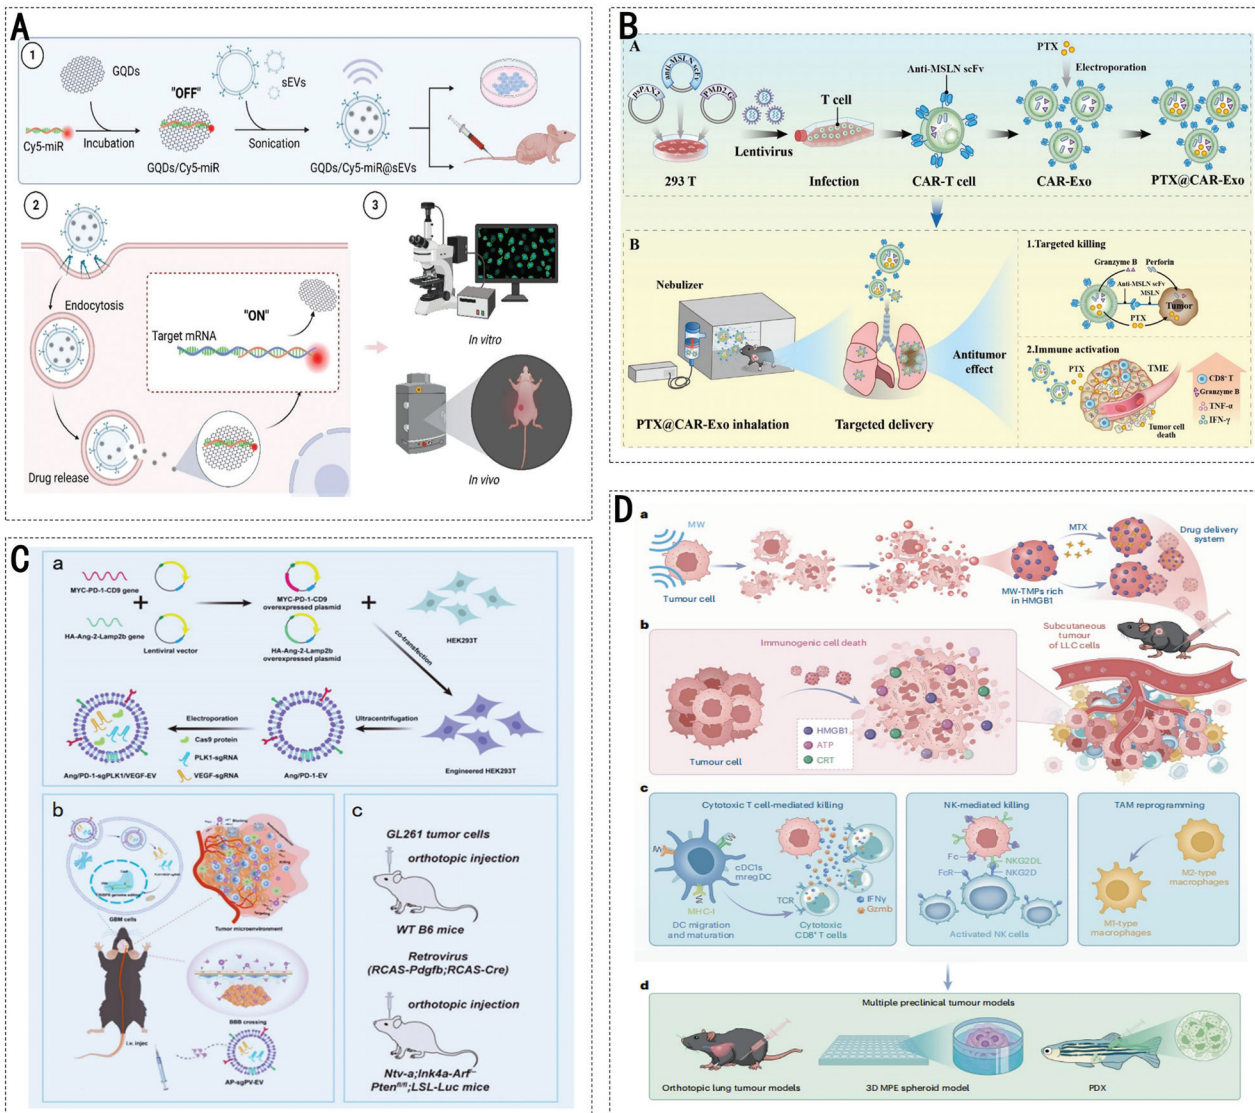 A
1
GQDs
"OFF"
sEVs
Cy5-miR
Incubation
GQDs/Cy5-miR
Sonication
GQDs/Cy5-miR@sEVs
2
Endocytosis
"ON"
Target mRNA
Drug release
3
In vitro
In vivo
B
A
psPAX2
anti-MSLN scFv
PMD2.G
293 T
Lentivirus
T cell
Infection
Anti-MSLN scFv
CAR-T cell
PTX
Electroporation
CAR-Exo
PTX@CAR-Exo
B
Nebulizer
PTX@CAR-Exo inhalation
Targeted delivery
Antitumor
effect
1.Targeted killing
Granzyme B
Perforin
Anti-MSLN scFv
MSLN
PTX
Tumor
2.Immune activation
PTX
TME
Tumor cell
death
CD8⁺ T
Granzyme B
TNF-α
IFN-γ
C
a
MYC-PD-1-CD9 gene
HA-Ang-2-Lamp2b gene
Lentiviral vector
MYC-PD-1-CD9
overexpressed plasmid
HA-Ang-2-Lamp2b
overexpressed plasmid
HEK293T
co-transfection
Engineered HEK293T
Ultracentrifugation
Ang/PD-1-EV
Electroporation
Cas9 protein
PLK1-sgRNA
VEGF-sgRNA
Ang/PD-1-sgPLK1/VEGF-EV
b
GBM cells
Tumor microenvironment
BBB crossing
i.v. injec
AP-sgPV-EV
c
GL261 tumor cells
orthotopic injection
WT B6 mice
Retrovirus
(RCAS-Pdgfb;RCAS-Cre)
orthotopic injection
Ntv-a;Ink4a-Arf⁻/⁻
Ptenfl/fl;LSL-Luc mice
D
a
MW
Tumour cell
MW-TMPs rich
in HMGB1
MTX
Drug delivery
system
Subcutaneous
tumour
of LLC cells
b
Immunogenic cell death
Tumour cell
HMGB1
ATP
CRT
c
Cytotoxic T cell-mediated killing
cDC1s
mregDC
MHC-I
TCR
DC migration
and maturation
IFNγ
Gzmb
Cytotoxic
CD8⁺ T cells
NK-mediated killing
Fc
FcR
NKG2DL
NKG2D
Activated NK cells
TAM reprogramming
M2-type
macrophages
M1-type
macrophages
d
Multiple preclinical tumour models
Orthotopic lung tumour models
3D MPE spheroid model
PDX